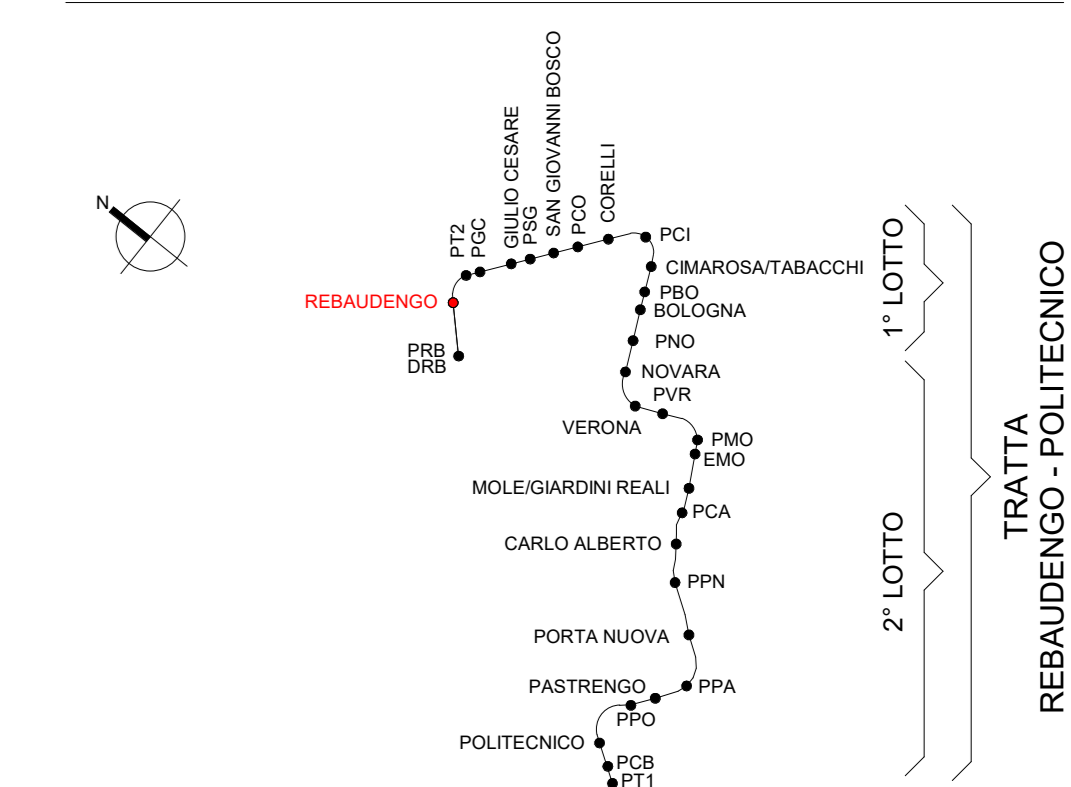 N
PT2
PGC
GIULIO CESARE
PSG
SAN GIOVANNI BOSCO
PCO
CORELLI
PCI
CIMAROSA/TABACCHI
REBAUDENGO
PBO
BOLOGNA
PRB
DRB
PNO
NOVARA
PVR
VERONA
PMO
EMO
MOLE/GIARDINI REALI
PCA
CARLO ALBERTO
PPN
PORTA NUOVA
PASTRENGO
PPA
PPO
POLITECNICO
PCB
PT1
1° LOTTO
2° LOTTO
TRATTA
REBAUDENGO - POLITECNICO